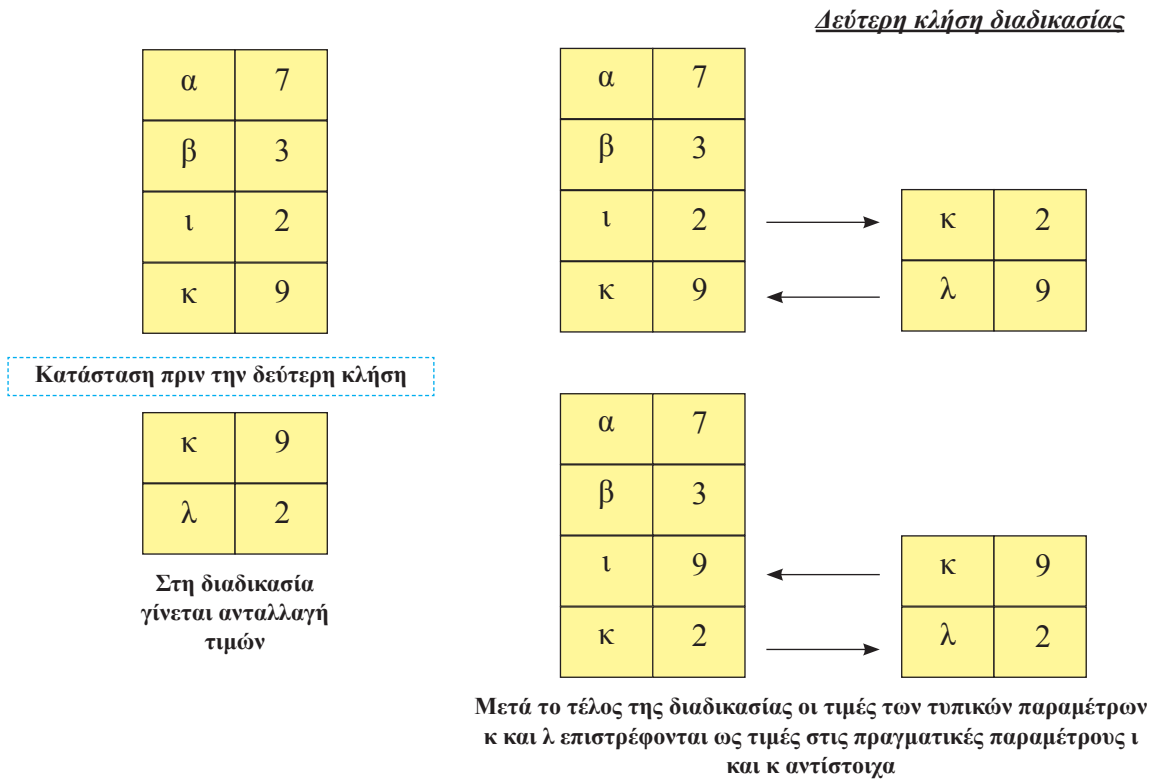 Δεύτερη κλήση διαδικασίας
α 7
β 3
ι 2
κ 9
Κατάσταση πριν την δεύτερη κλήση
α 7
β 3
ι 2
κ 9
κ 2
λ 9
κ 9
λ 2
Στη διαδικασία
γίνεται ανταλλαγή
τιμών
α 7
β 3
ι 9
κ 2
κ 9
λ 2
Μετά το τέλος της διαδικασίας οι τιμές των τυπικών παραμέτρων
κ και λ επιστρέφονται ως τιμές στις πραγματικές παραμέτρους ι
και κ αντίστοιχα